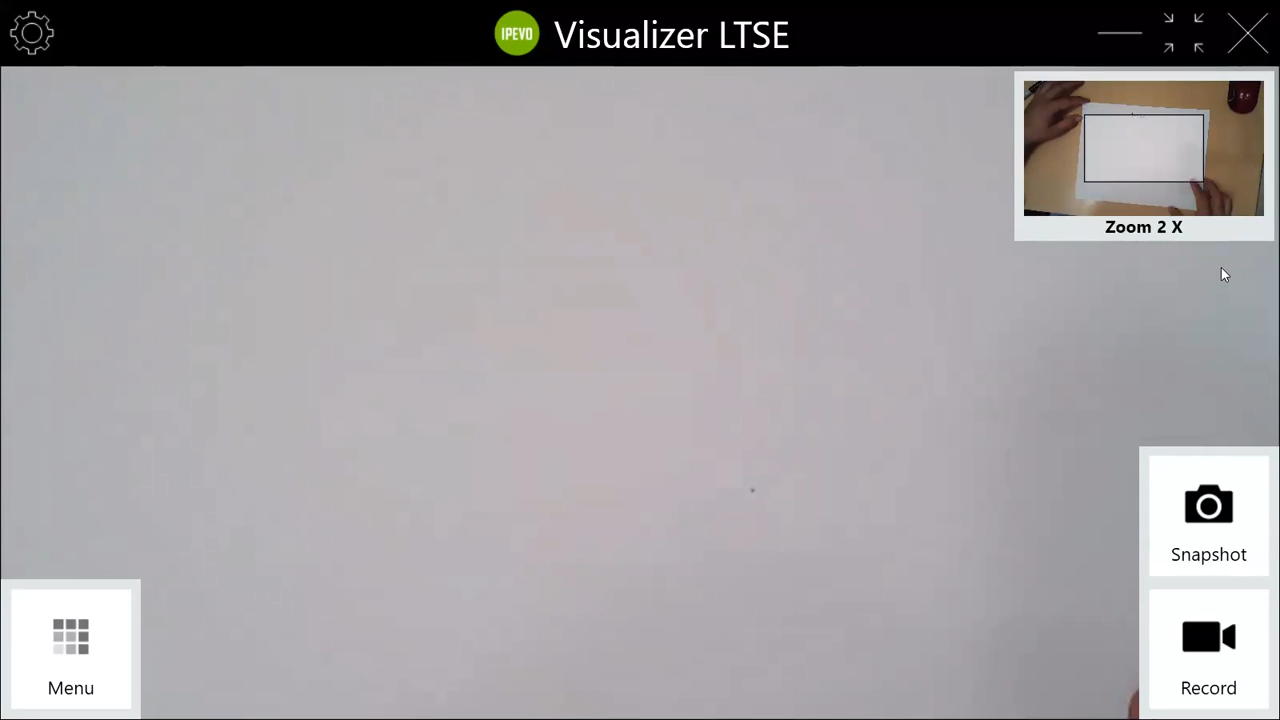 IPEVO Visualizer LTSE
Zoom 2 X
Snapshot
Menu
Record